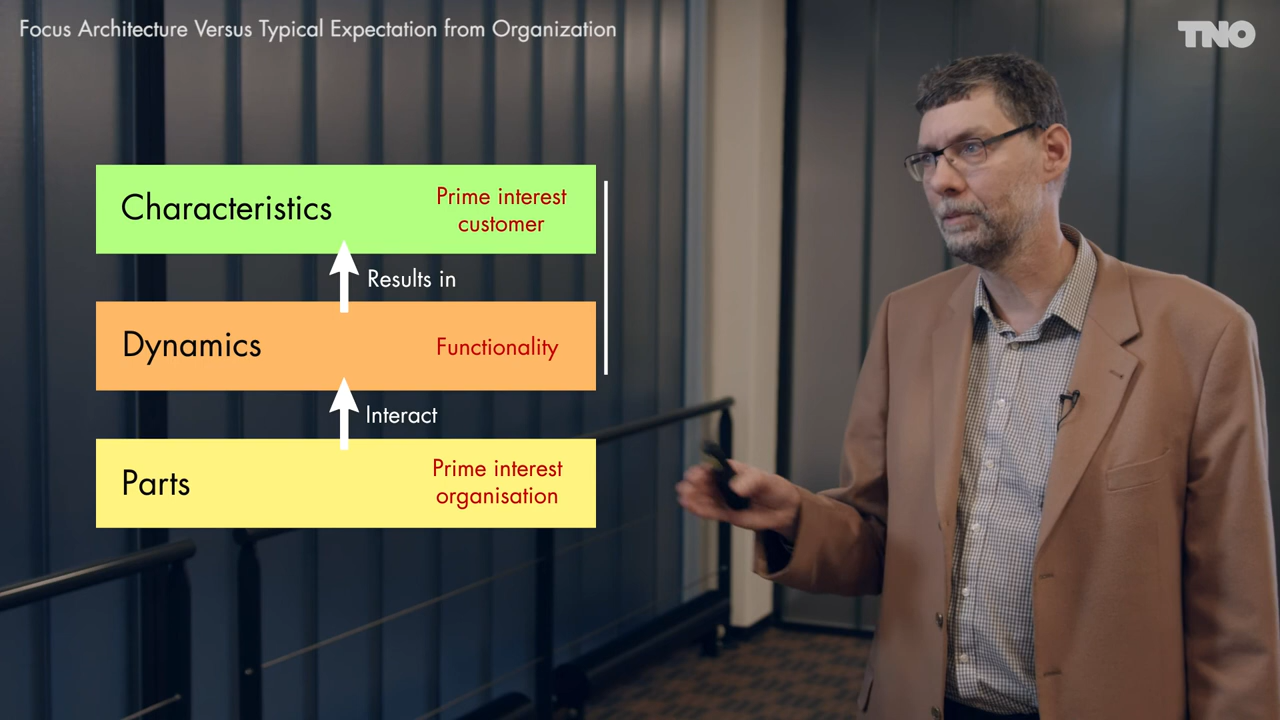 Focus Architecture Versus Typical Expectation from Organization
TNO
Characteristics
Prime interest
customer
Results in
Dynamics
Functionality
Interact
Parts
Prime interest
organisation